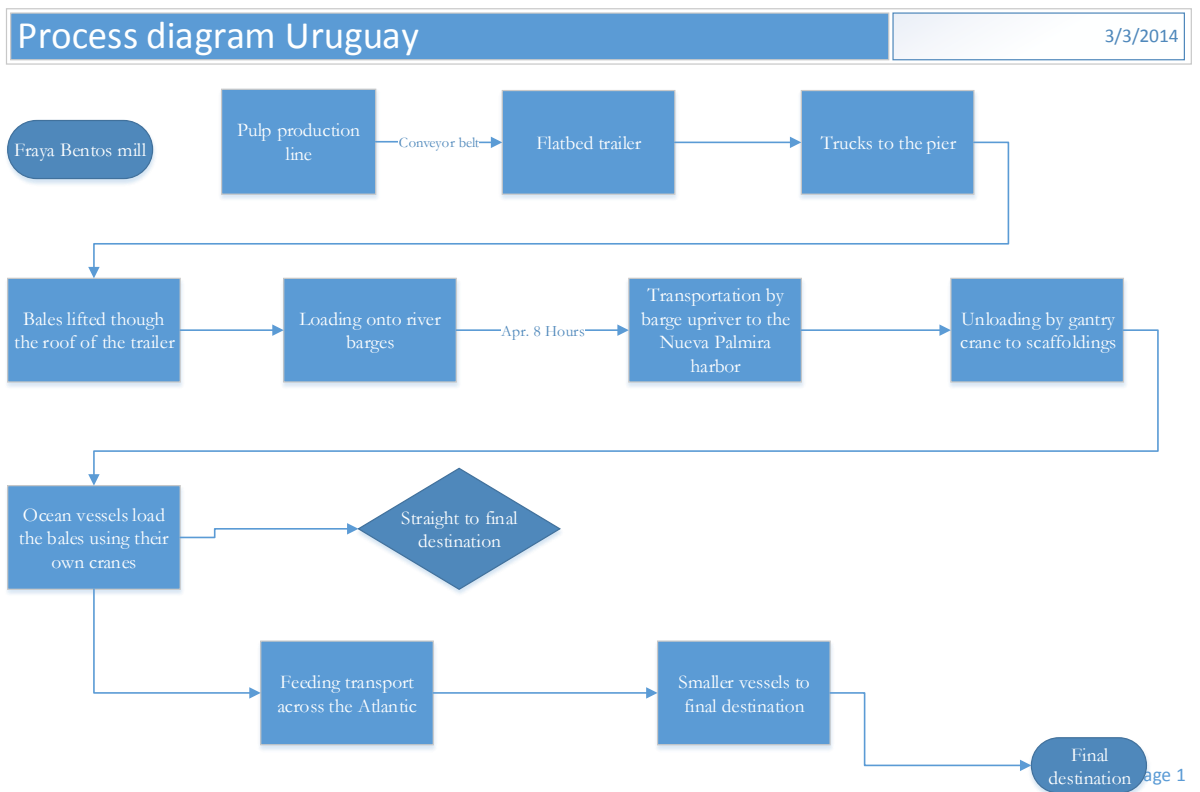 Process diagram Uruguay
3/3/2014
Fraya Bentos mill
Pulp production
line
Conveyor belt
Flatbed trailer
Trucks to the pier
Bales lifted though
the roof of the trailer
Loading onto river
barges
Apr. 8 Hours
Transportation by
barge upriver to the
Nueva Palmira
harbor
Unloading by gantry
crane to scaffoldings
Ocean vessels load
the bales using their
own cranes
Straight to final
destination
Feeding transport
across the Atlantic
Smaller vessels to
final destination
Final
destination
age 1